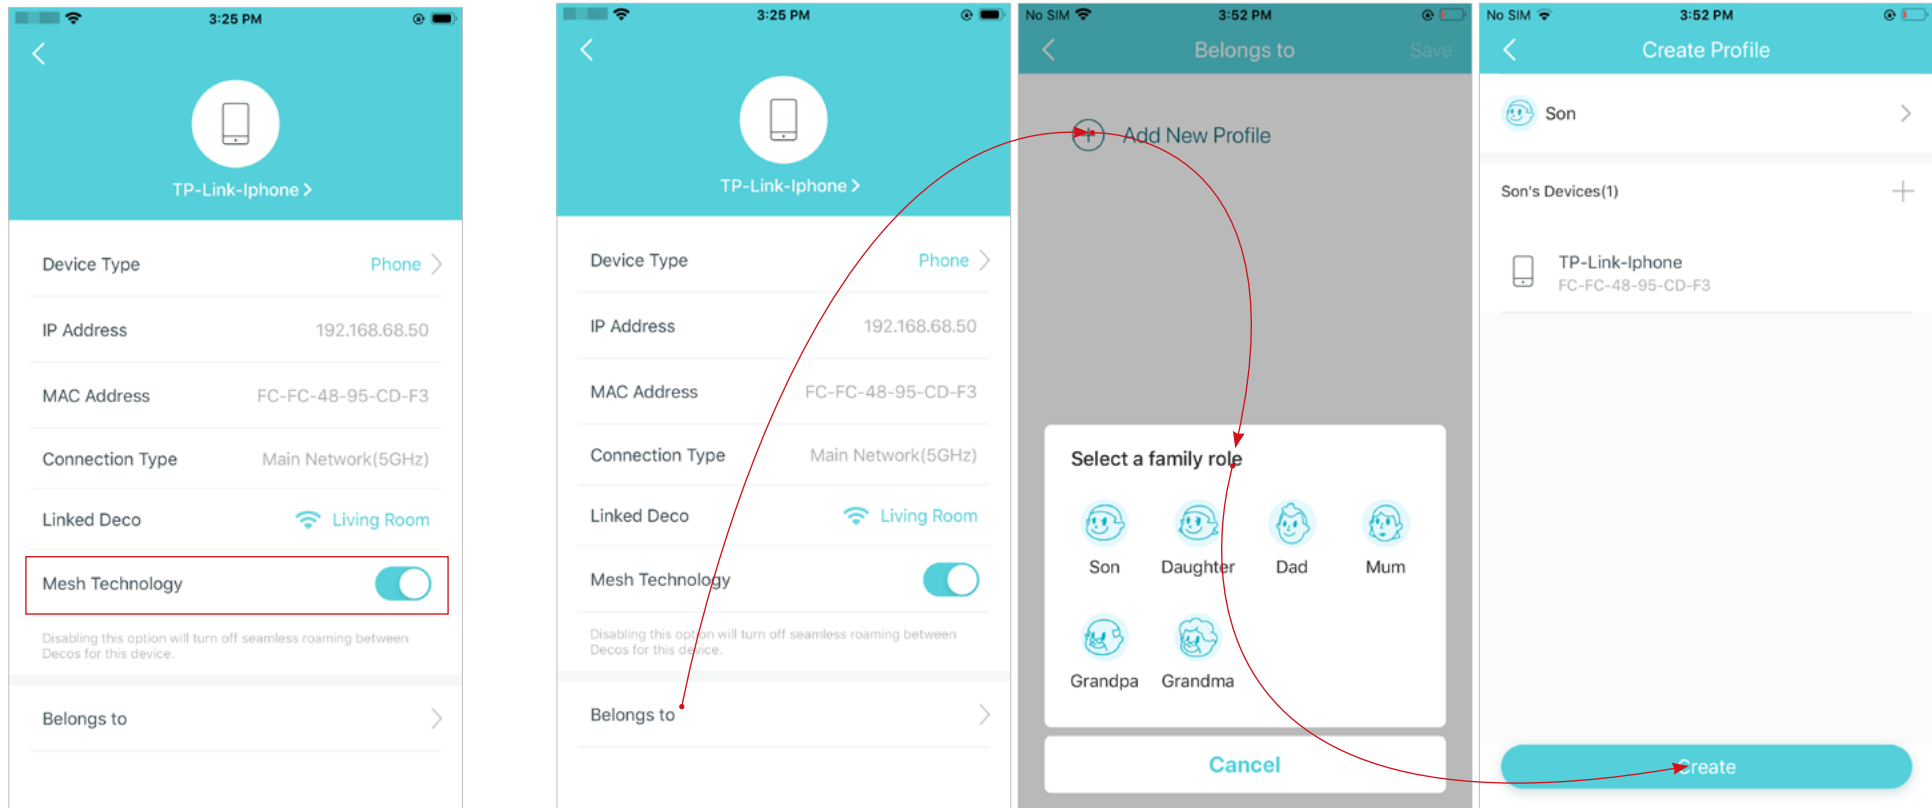 3:25 PM
TP-Link-Iphone >
Device Type Phone
IP Address 192.168.68.50
MAC Address FC-FC-48-95-CD-F3
Connection Type Main Network(5GHz)
Linked Deco Living Room
Mesh Technology
Disabling this option will turn off seamless roaming between
Decos for this device.
Belongs to
3:25 PM
TP-Link-Iphone >
Device Type Phone
IP Address 192.168.68.50
MAC Address FC-FC-48-95-CD-F3
Connection Type Main Network(5GHz)
Linked Deco Living Room
Mesh Technology
Disabling this option will turn off seamless roaming between
Decos for this device.
Belongs to
No SIM 3:52 PM
Belongs to Save
Add New Profile
Select a family role
Son Daughter Dad Mum
Grandpa Grandma
Cancel
No SIM 3:52 PM
Create Profile
Son
Son's Devices(1)
TP-Link-Iphone
FC-FC-48-95-CD-F3
Create